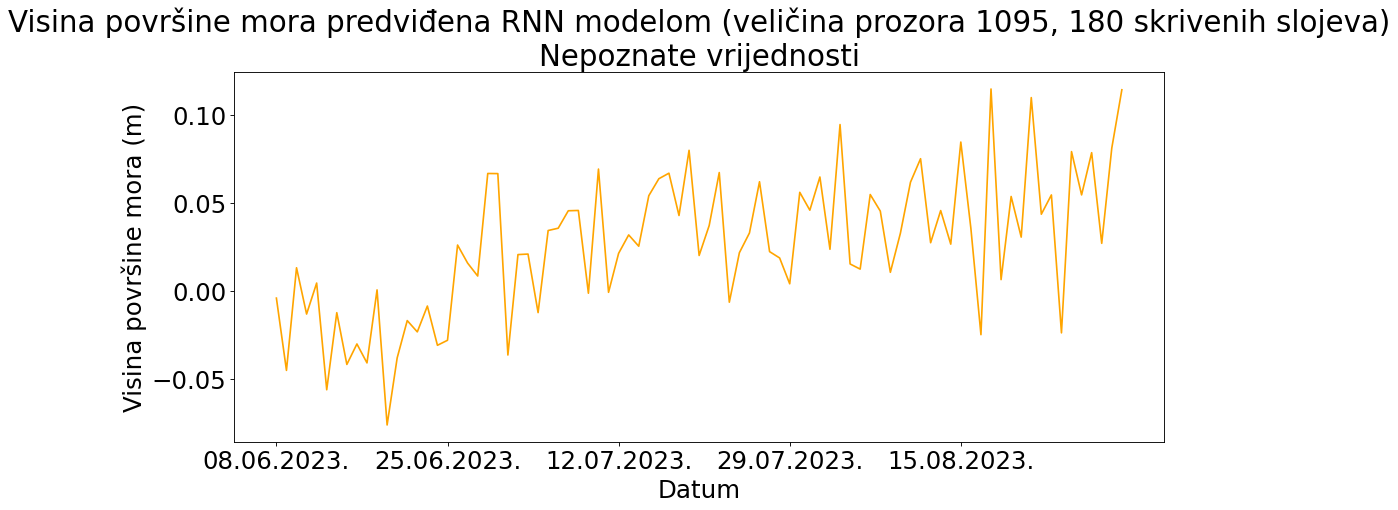 Visina površine mora predviđena RNN modelom (veličina prozora 1095, 180 skrivenih slojeva)
Nepoznate vrijednosti
Visina površine mora (m)
0.10
0.05
0.00
−0.05
08.06.2023. 25.06.2023. 12.07.2023. 29.07.2023. 15.08.2023.
Datum